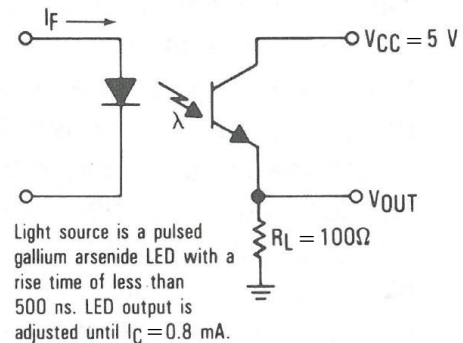 IF
VCC = 5 V
λ
VOUT
RL = 100Ω
Light source is a pulsed
gallium arsenide LED with a
rise time of less than
500 ns. LED output is
adjusted until IC = 0.8 mA.